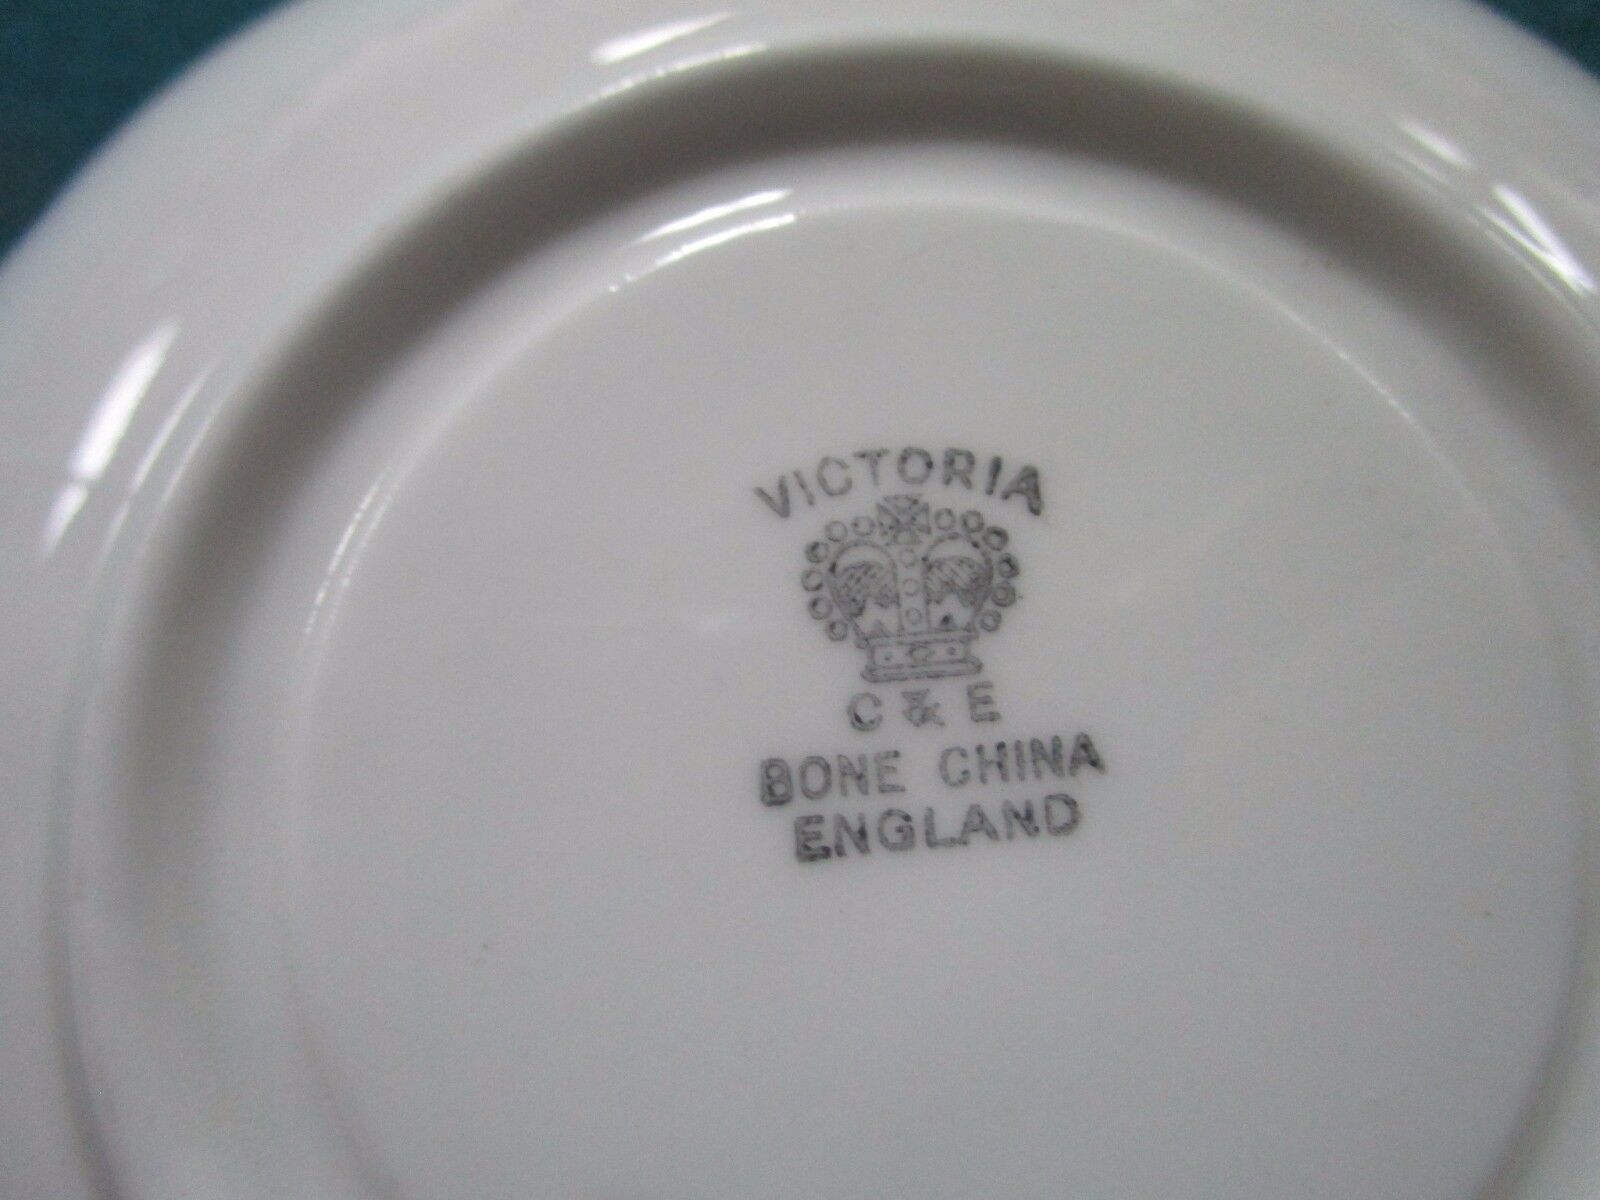 VICTORIA
C & E
BONE CHINA
ENGLAND